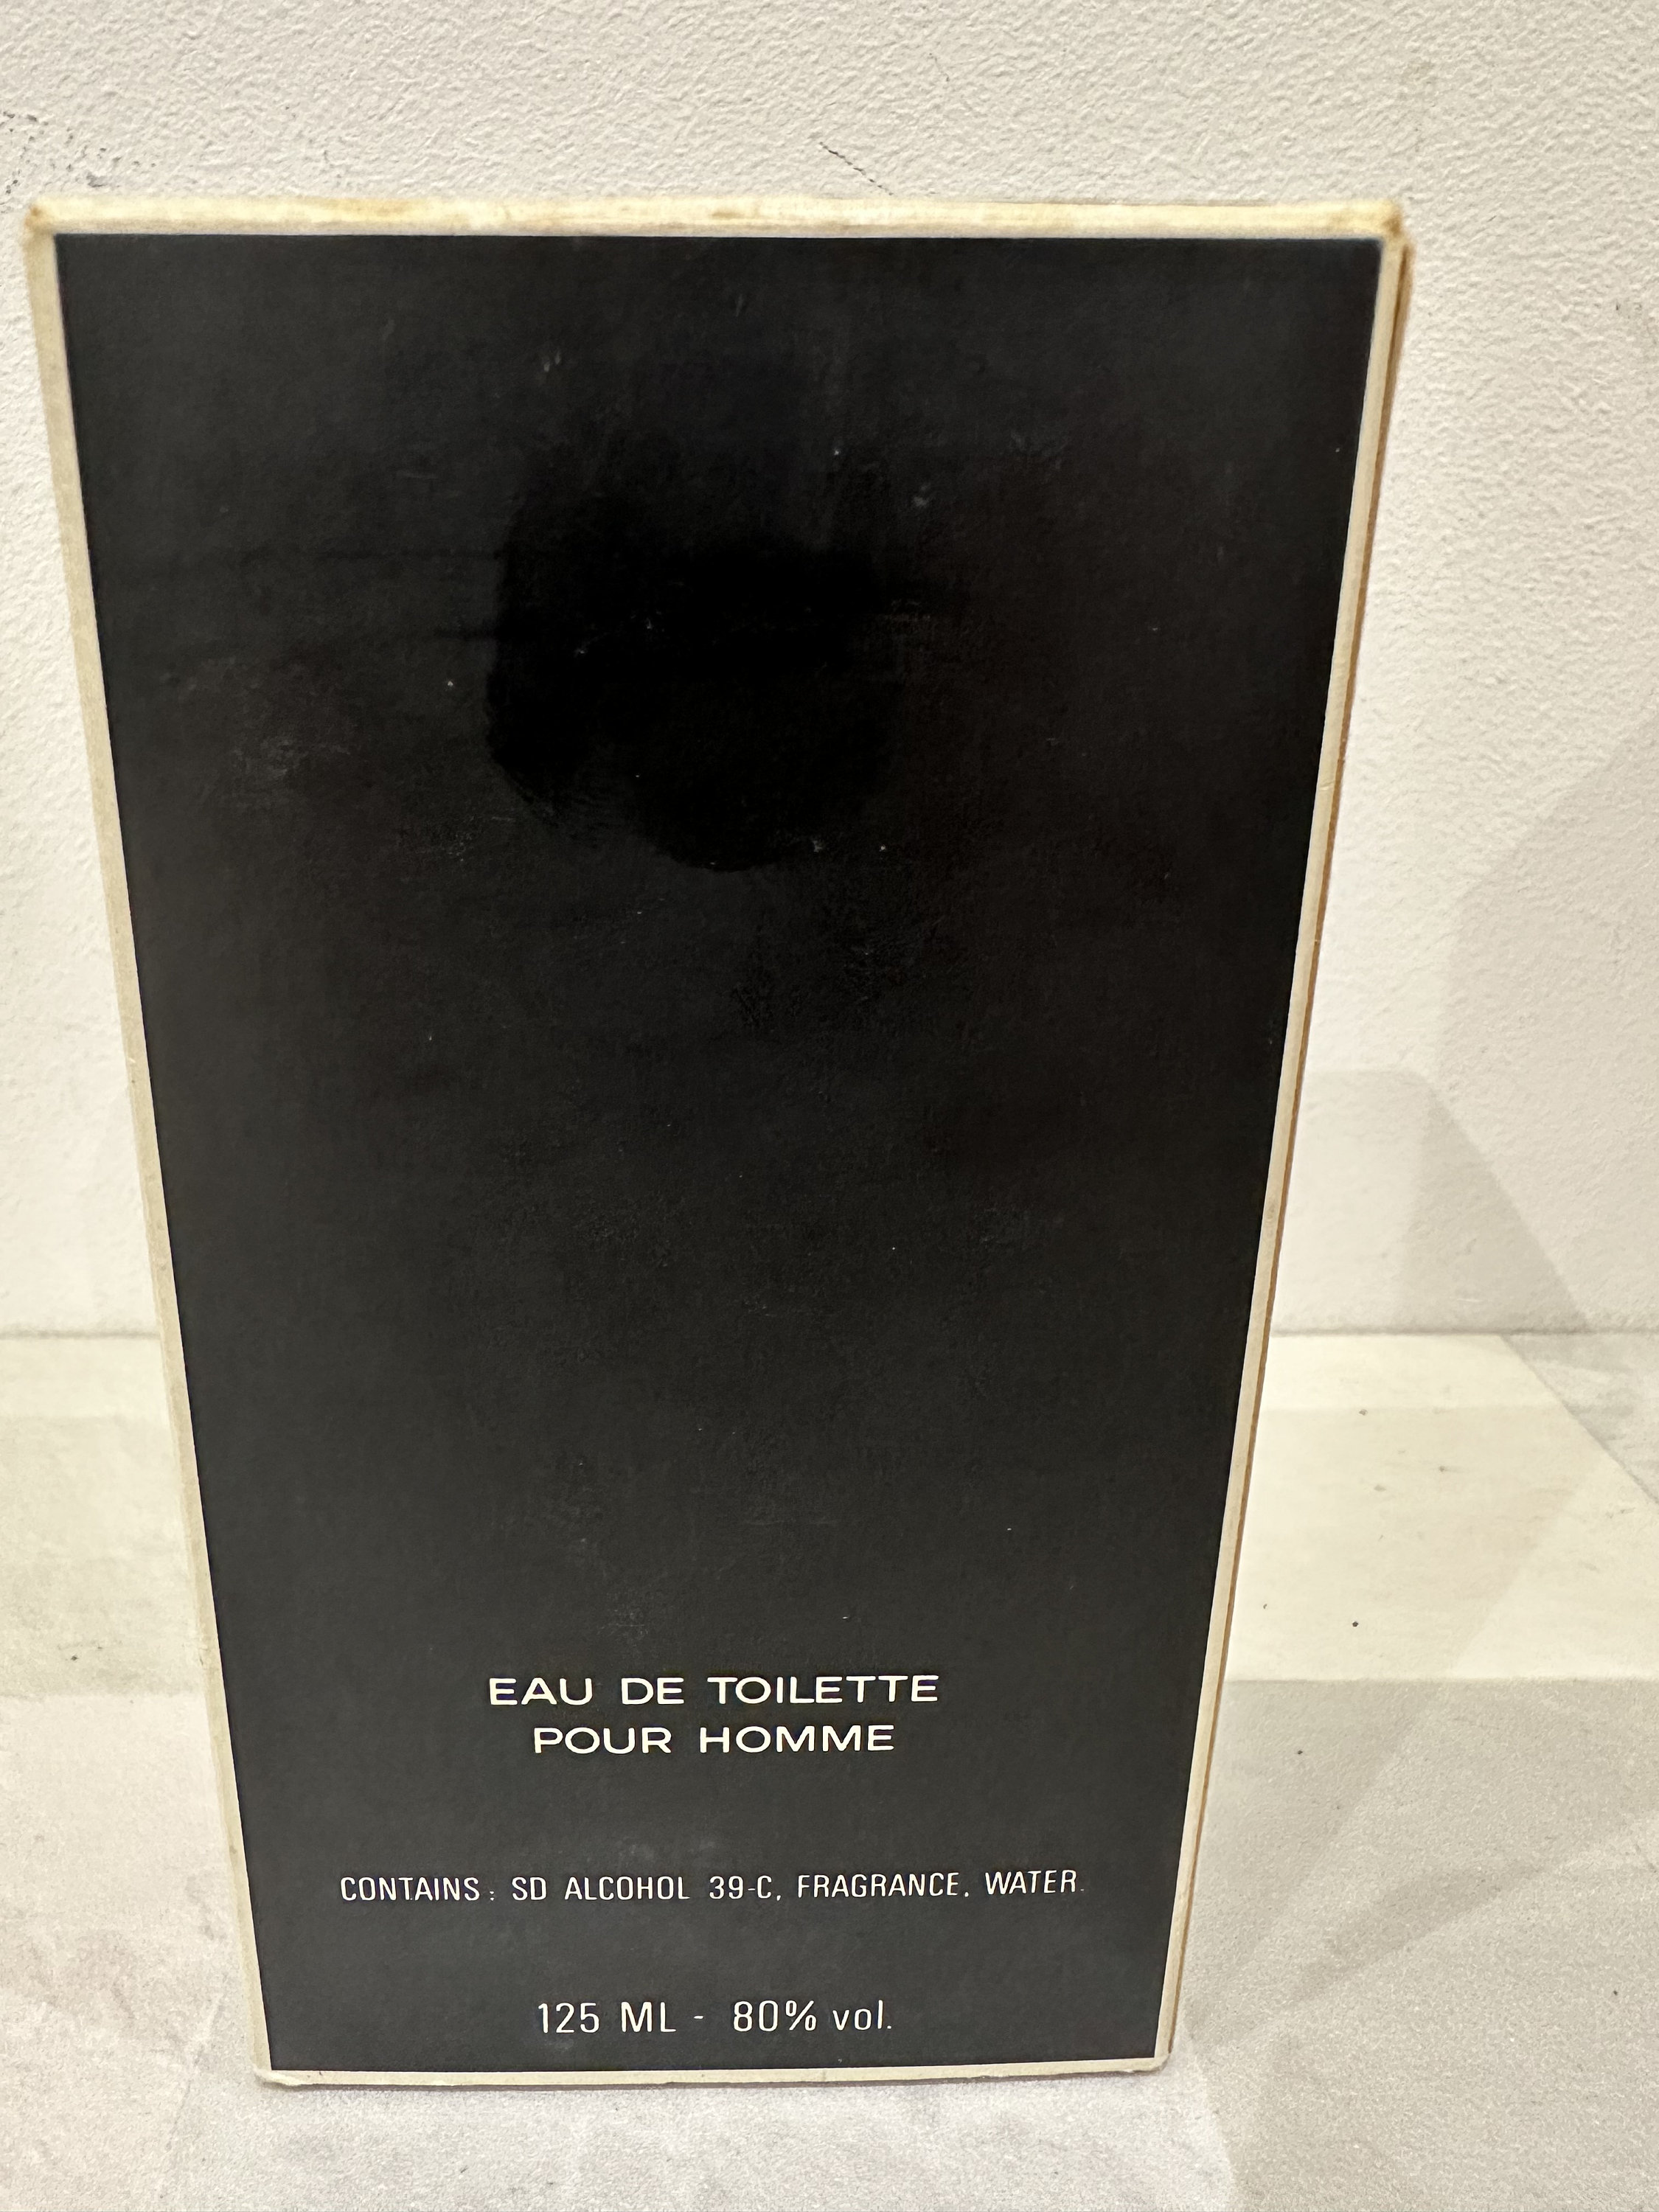 EAU DE TOILETTE
POUR HOMME
CONTAINS: SD ALCOHOL 39-C, FRAGRANCE, WATER.
125 ML - 80% vol.